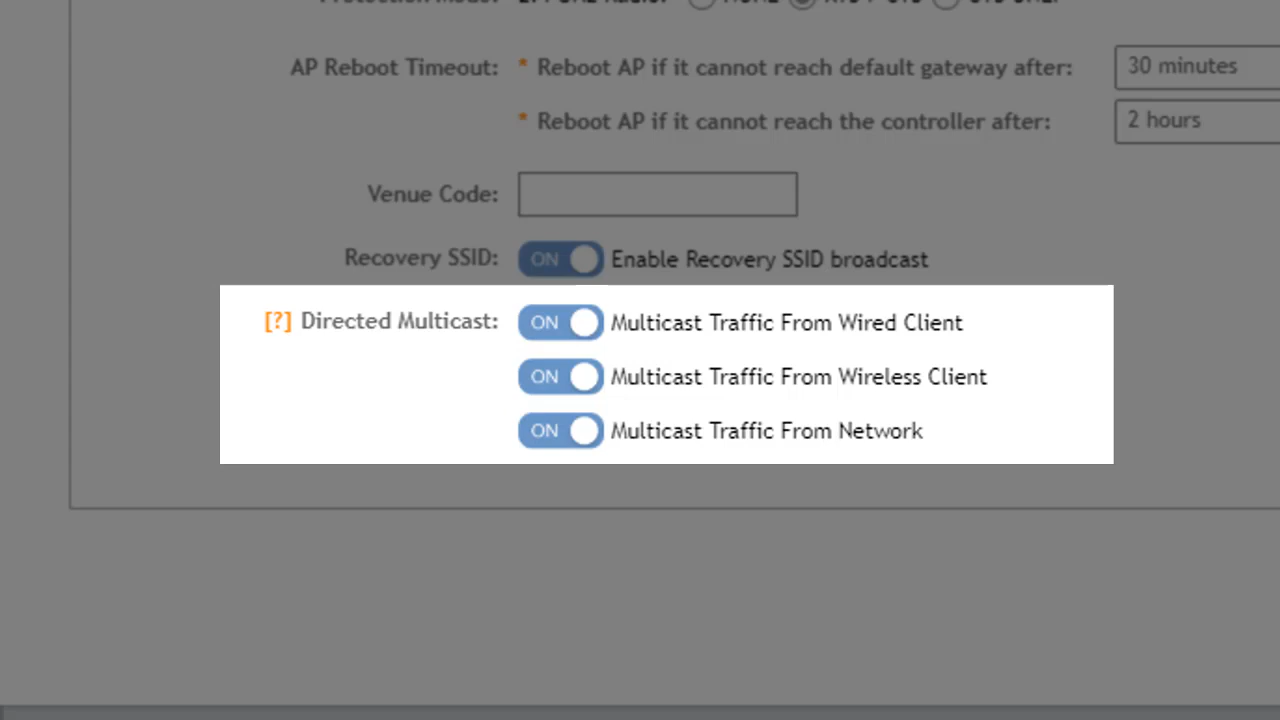 AP Reboot Timeout: * Reboot AP if it cannot reach default gateway after: 30 minutes
* Reboot AP if it cannot reach the controller after: 2 hours
Venue Code:
Recovery SSID: ON Enable Recovery SSID broadcast
[?] Directed Multicast: ON Multicast Traffic From Wired Client
ON Multicast Traffic From Wireless Client
ON Multicast Traffic From Network